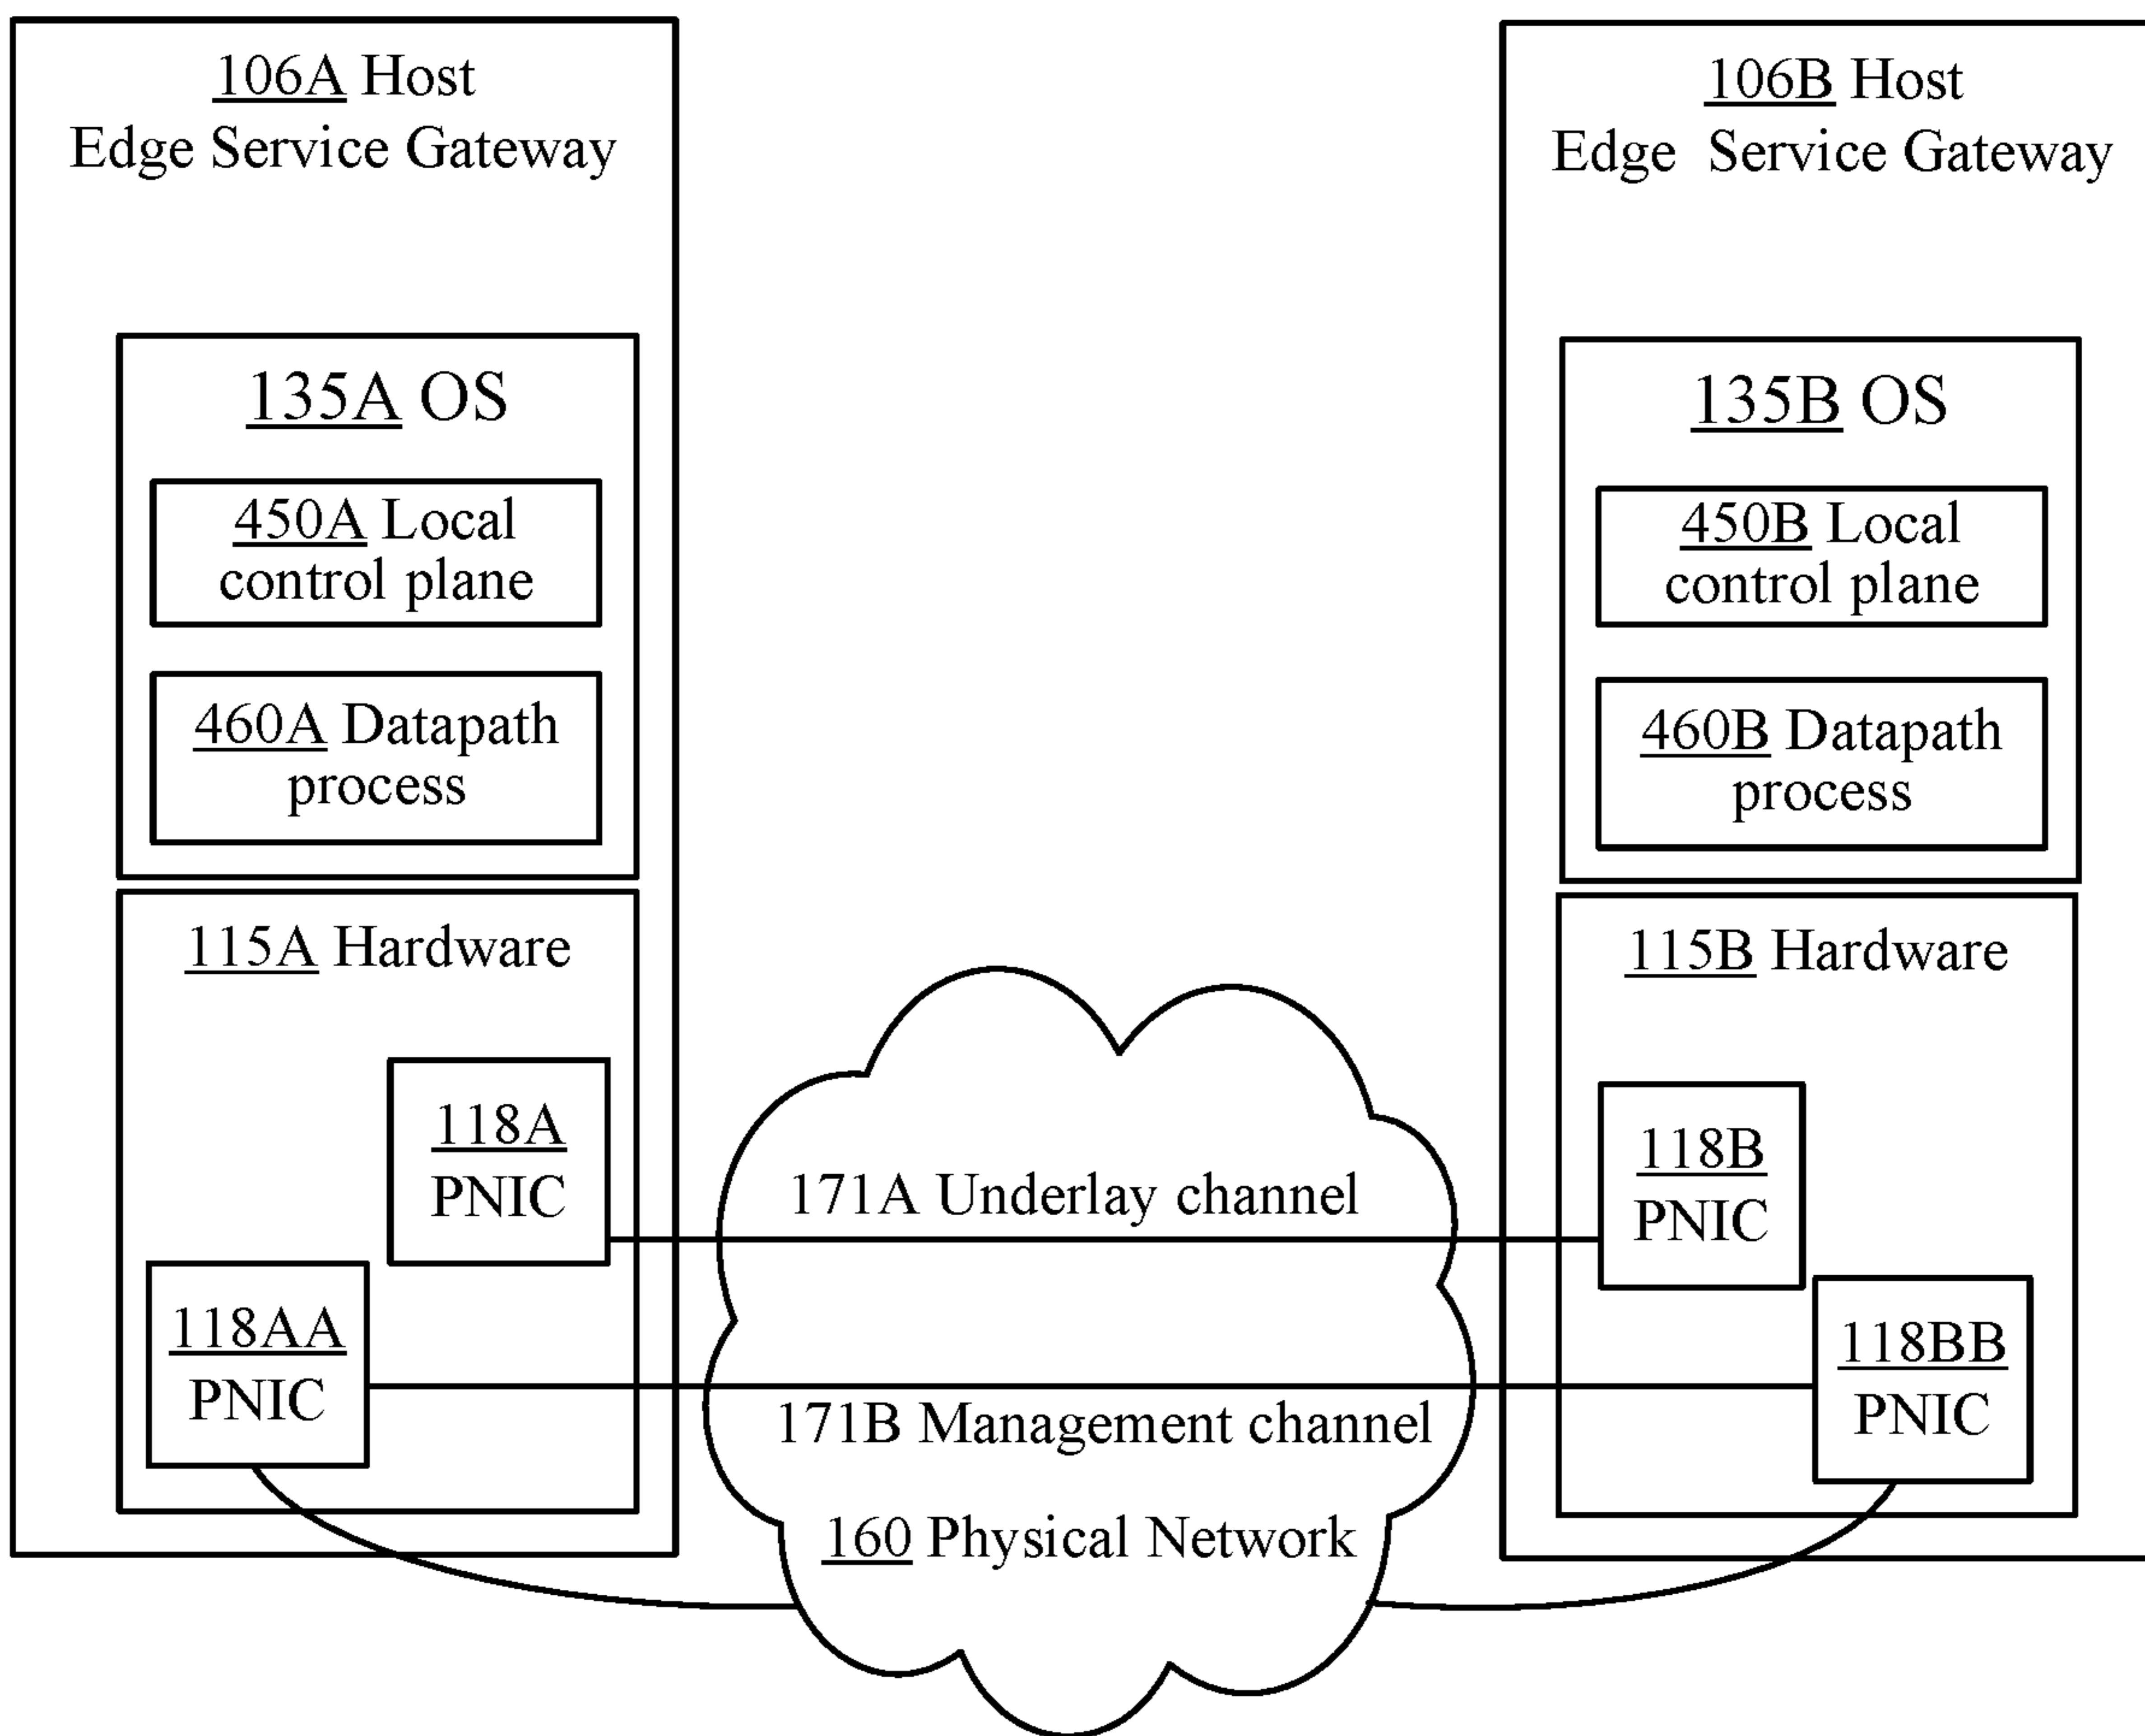 106A Host
Edge Service Gateway
135A OS
450A Local
control plane
460A Datapath
process
115A Hardware
118A
PNIC
118AA
PNIC
171A Underlay channel
171B Management channel
160 Physical Network
106B Host
Edge Service Gateway
135B OS
450B Local
control plane
460B Datapath
process
115B Hardware
118B
PNIC
118BB
PNIC